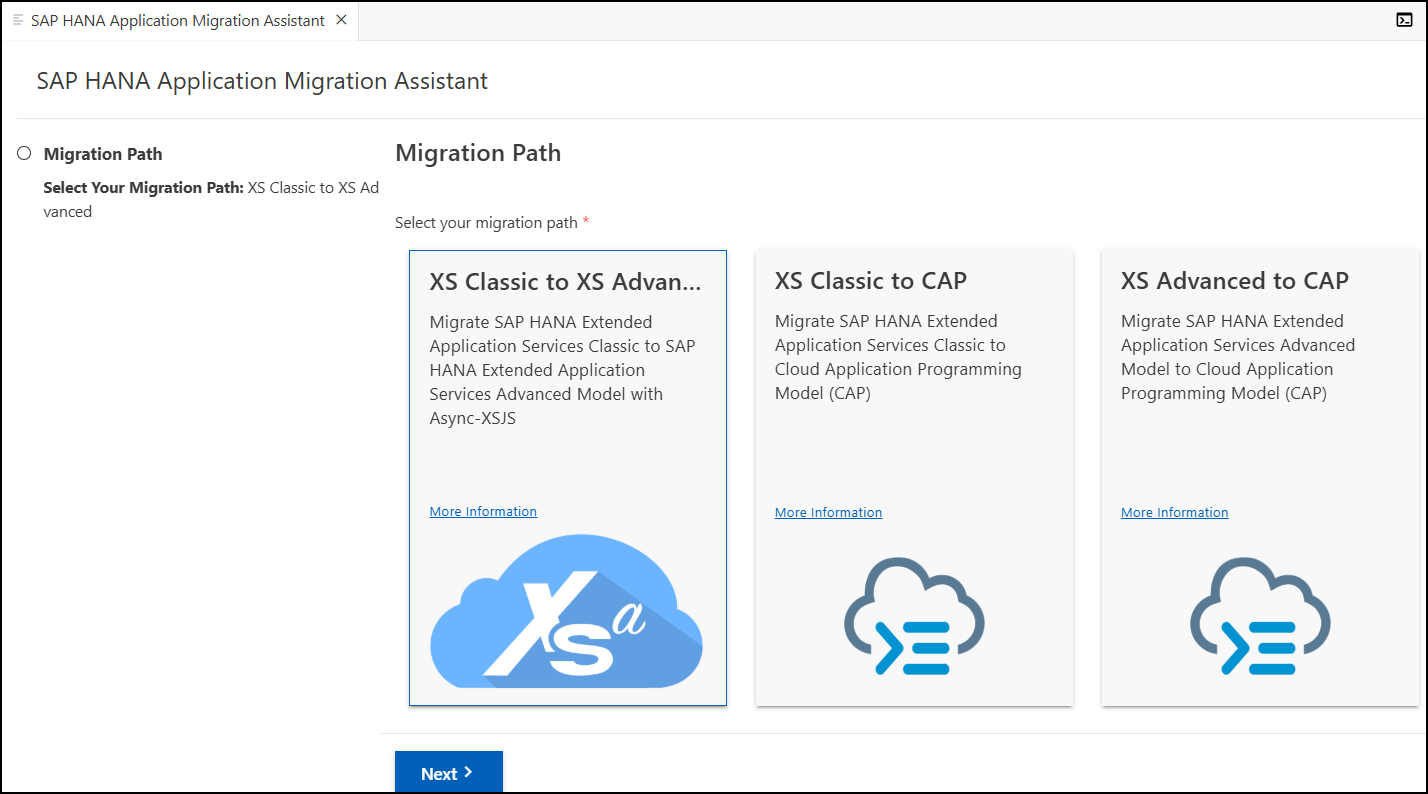 SAP HANA Application Migration Assistant
SAP HANA Application Migration Assistant
Migration Path
Select Your Migration Path: XS Classic to XS Ad
vanced
Migration Path
Select your migration path *
XS Classic to XS Advan...
Migrate SAP HANA Extended
Application Services Classic to SAP
HANA Extended Application
Services Advanced Model with
Async-XSJS
More Information
XSa
XS Classic to CAP
Migrate SAP HANA Extended
Application Services Classic to
Cloud Application Programming
Model (CAP)
More Information
XS Advanced to CAP
Migrate SAP HANA Extended
Application Services Advanced
Model to Cloud Application
Programming Model (CAP)
More Information
Next